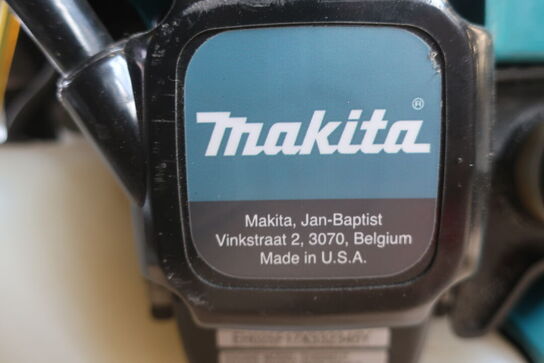 makita®
Makita, Jan-Baptist
Vinkstraat 2, 3070, Belgium
Made in U.S.A.